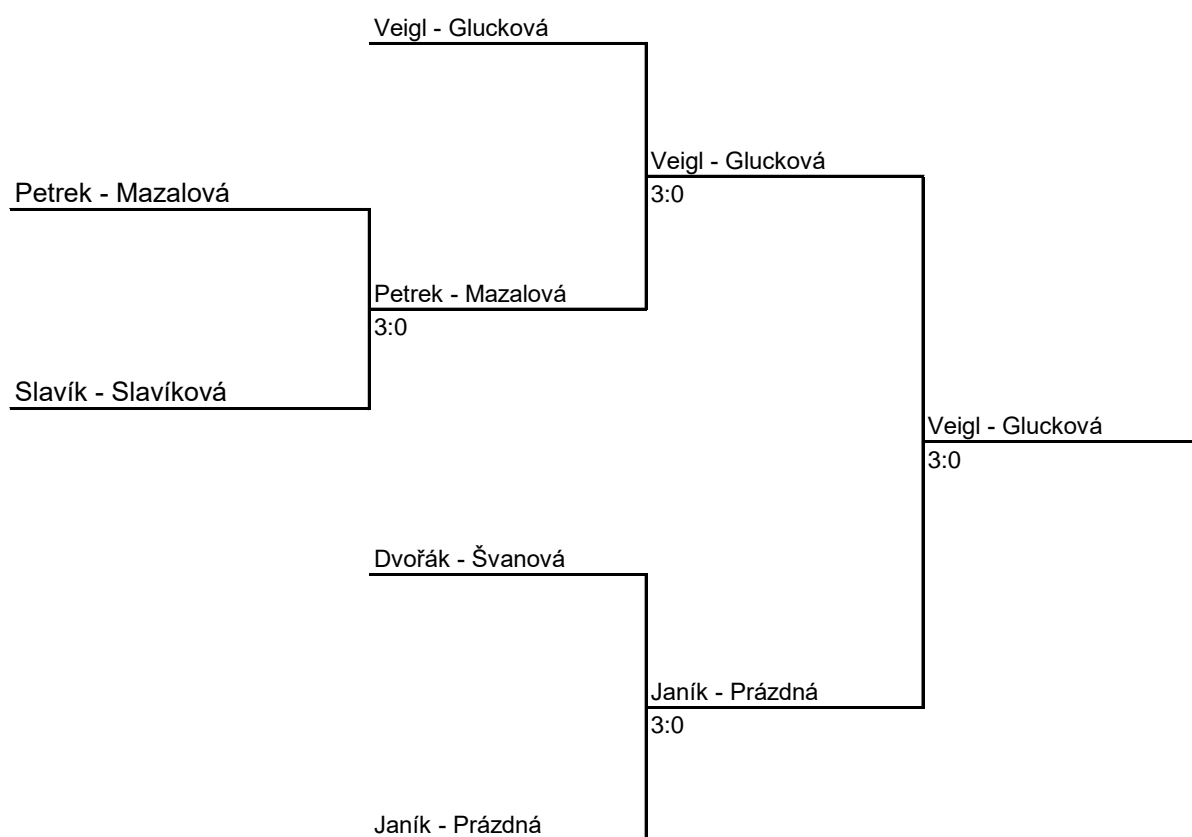 Veigl - Glucková
Veigl - Glucková
3:0
Petrek - Mazalová
Petrek - Mazalová
3:0
Slavík - Slavíková
Veigl - Glucková
3:0
Dvořák - Švanová
Janík - Prázdná
3:0
Janík - Prázdná